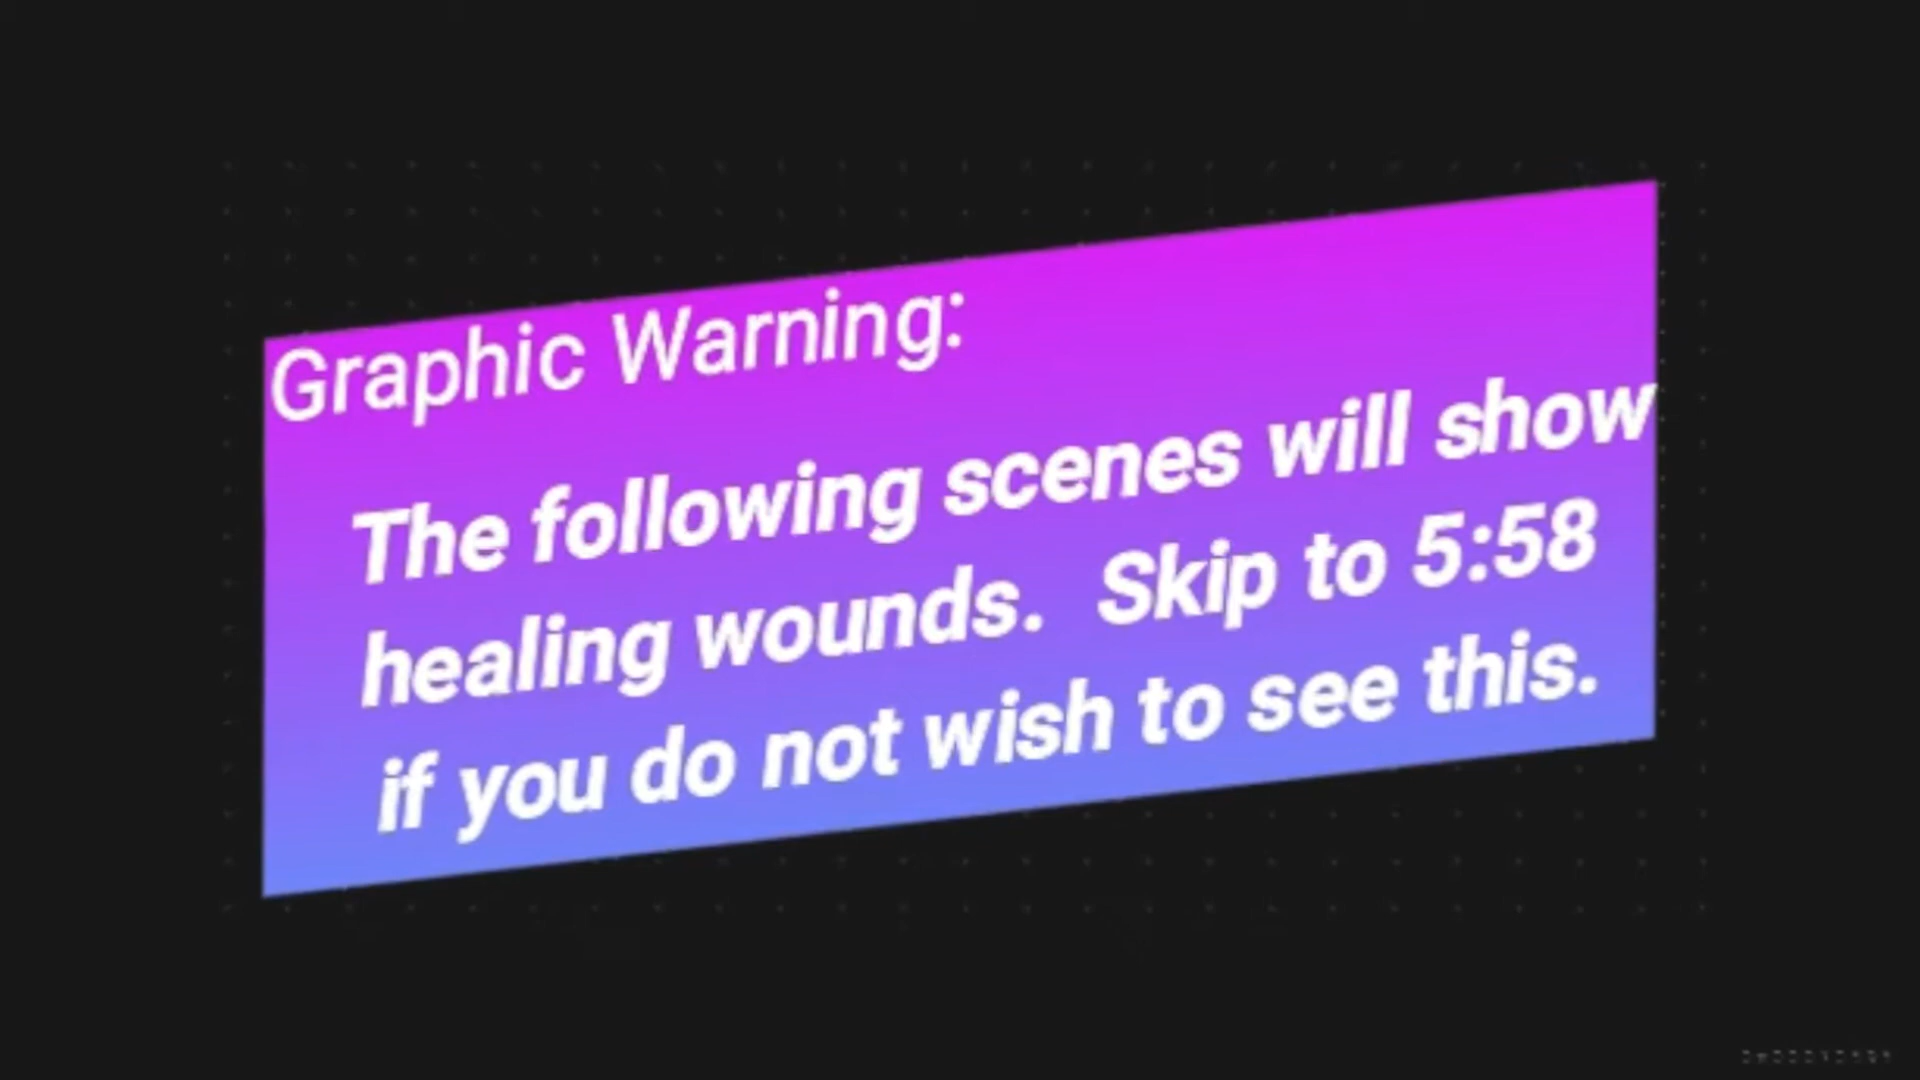 Graphic Warning:
The following scenes will show
healing wounds. Skip to 5:58
if you do not wish to see this.